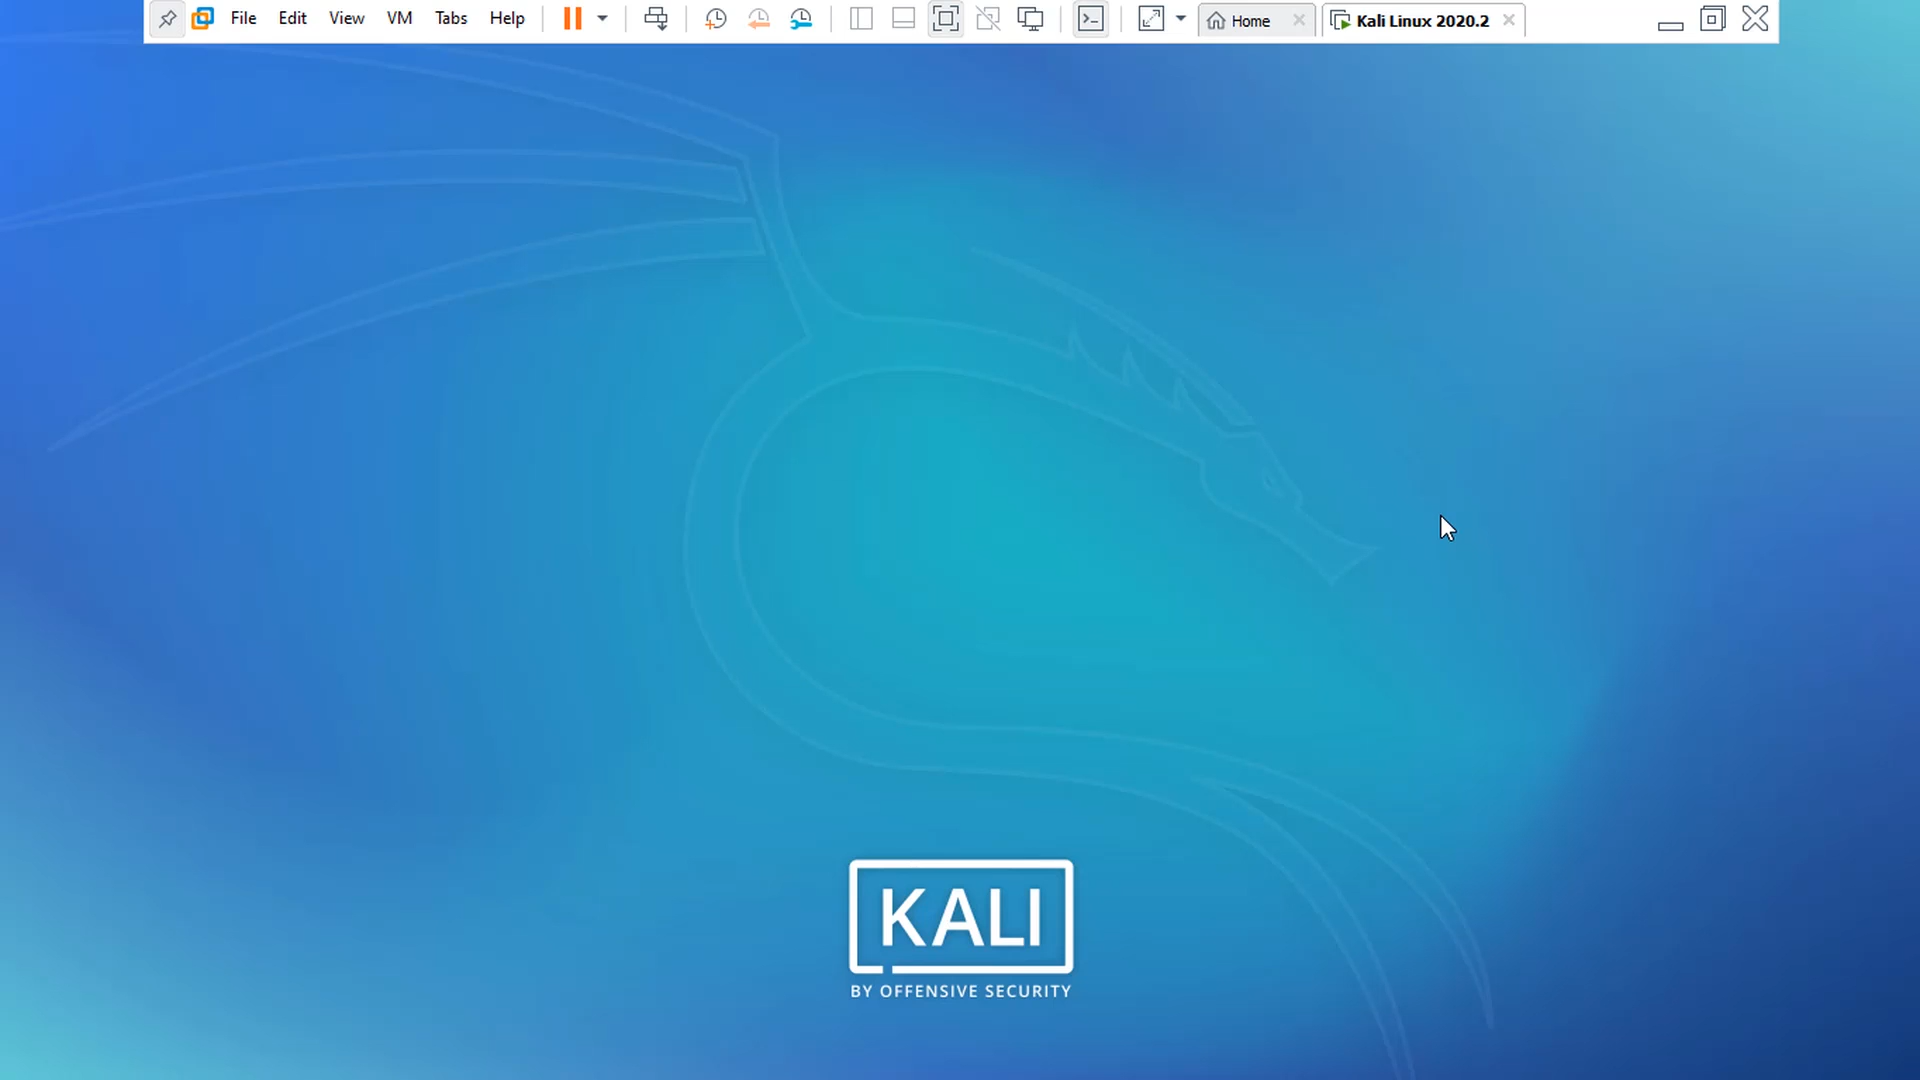 File Edit View VM Tabs Help Home Kali Linux 2020.2
KALI
BY OFFENSIVE SECURITY